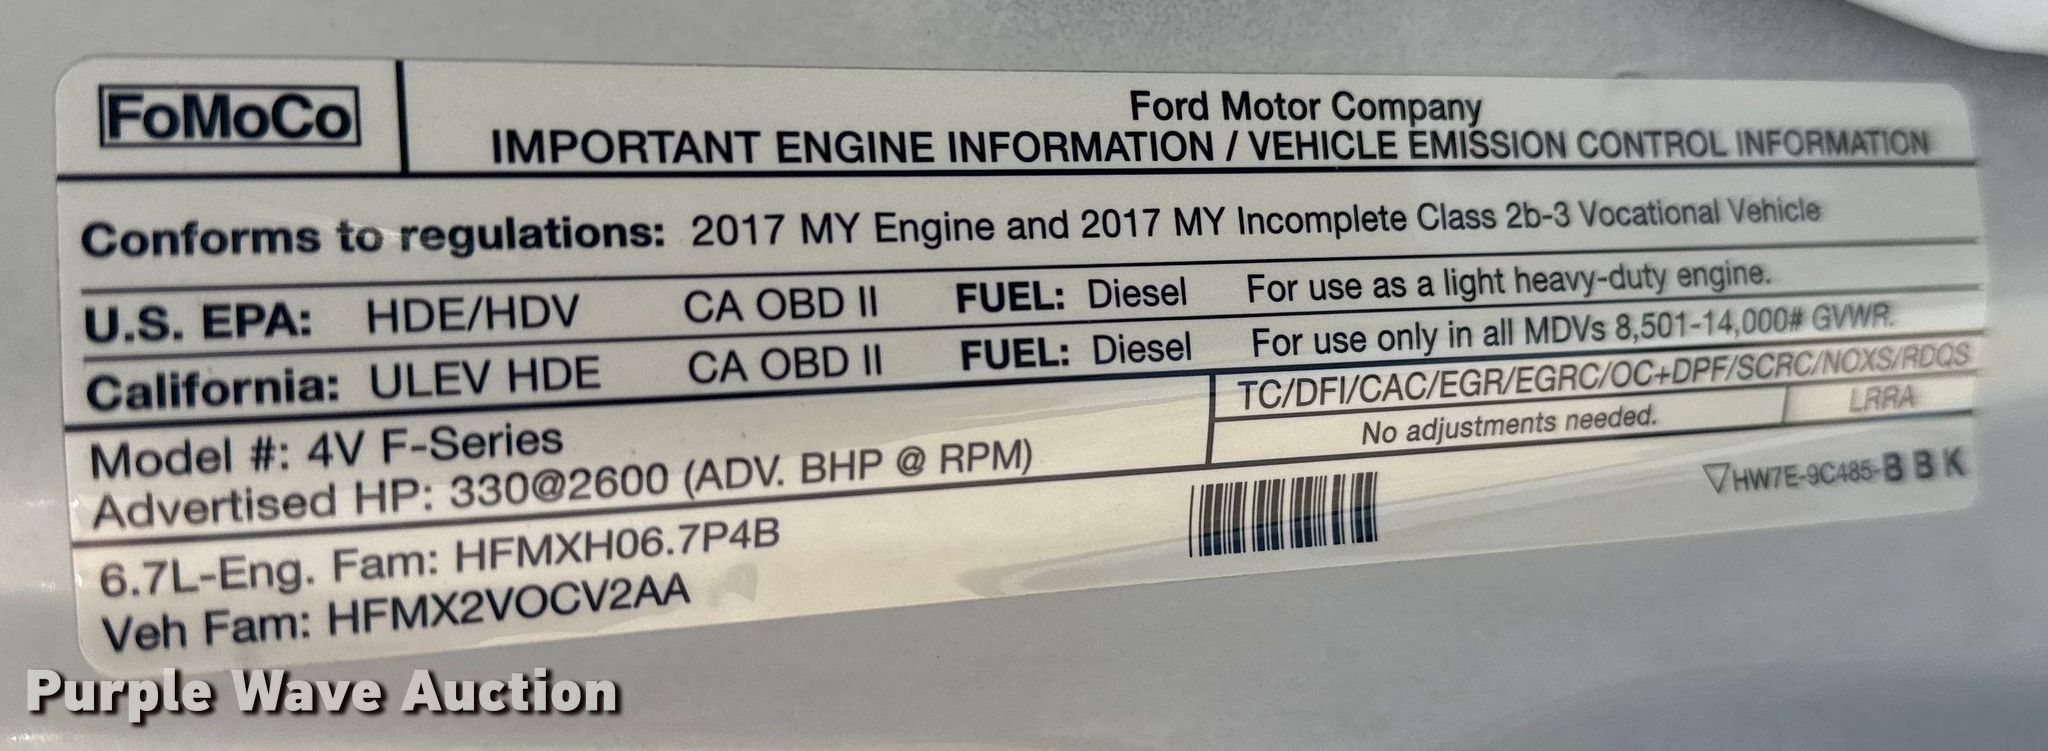 FoMoCo
Ford Motor Company
IMPORTANT ENGINE INFORMATION / VEHICLE EMISSION CONTROL INFORMATION
Conforms to regulations: 2017 MY Engine and 2017 MY Incomplete Class 2b-3 Vocational Vehicle
U.S. EPA: HDE/HDV CA OBD II FUEL: Diesel For use as a light heavy-duty engine.
California: ULEV HDE CA OBD II FUEL: Diesel For use only in all MDVs 8,501-14,000# GVWR.
TC/DFI/CAC/EGR/EGRC/OC+DPF/SCRC/NOXS/RDQS
No adjustments needed. LRRA
Model #: 4V F-Series
Advertised HP: 330@2600 (ADV. BHP @ RPM)
▽HW7E-9C485-B B K
6.7L-Eng. Fam: HFMXH06.7P4B
Veh Fam: HFMX2VOCV2AA
Purple Wave Auction